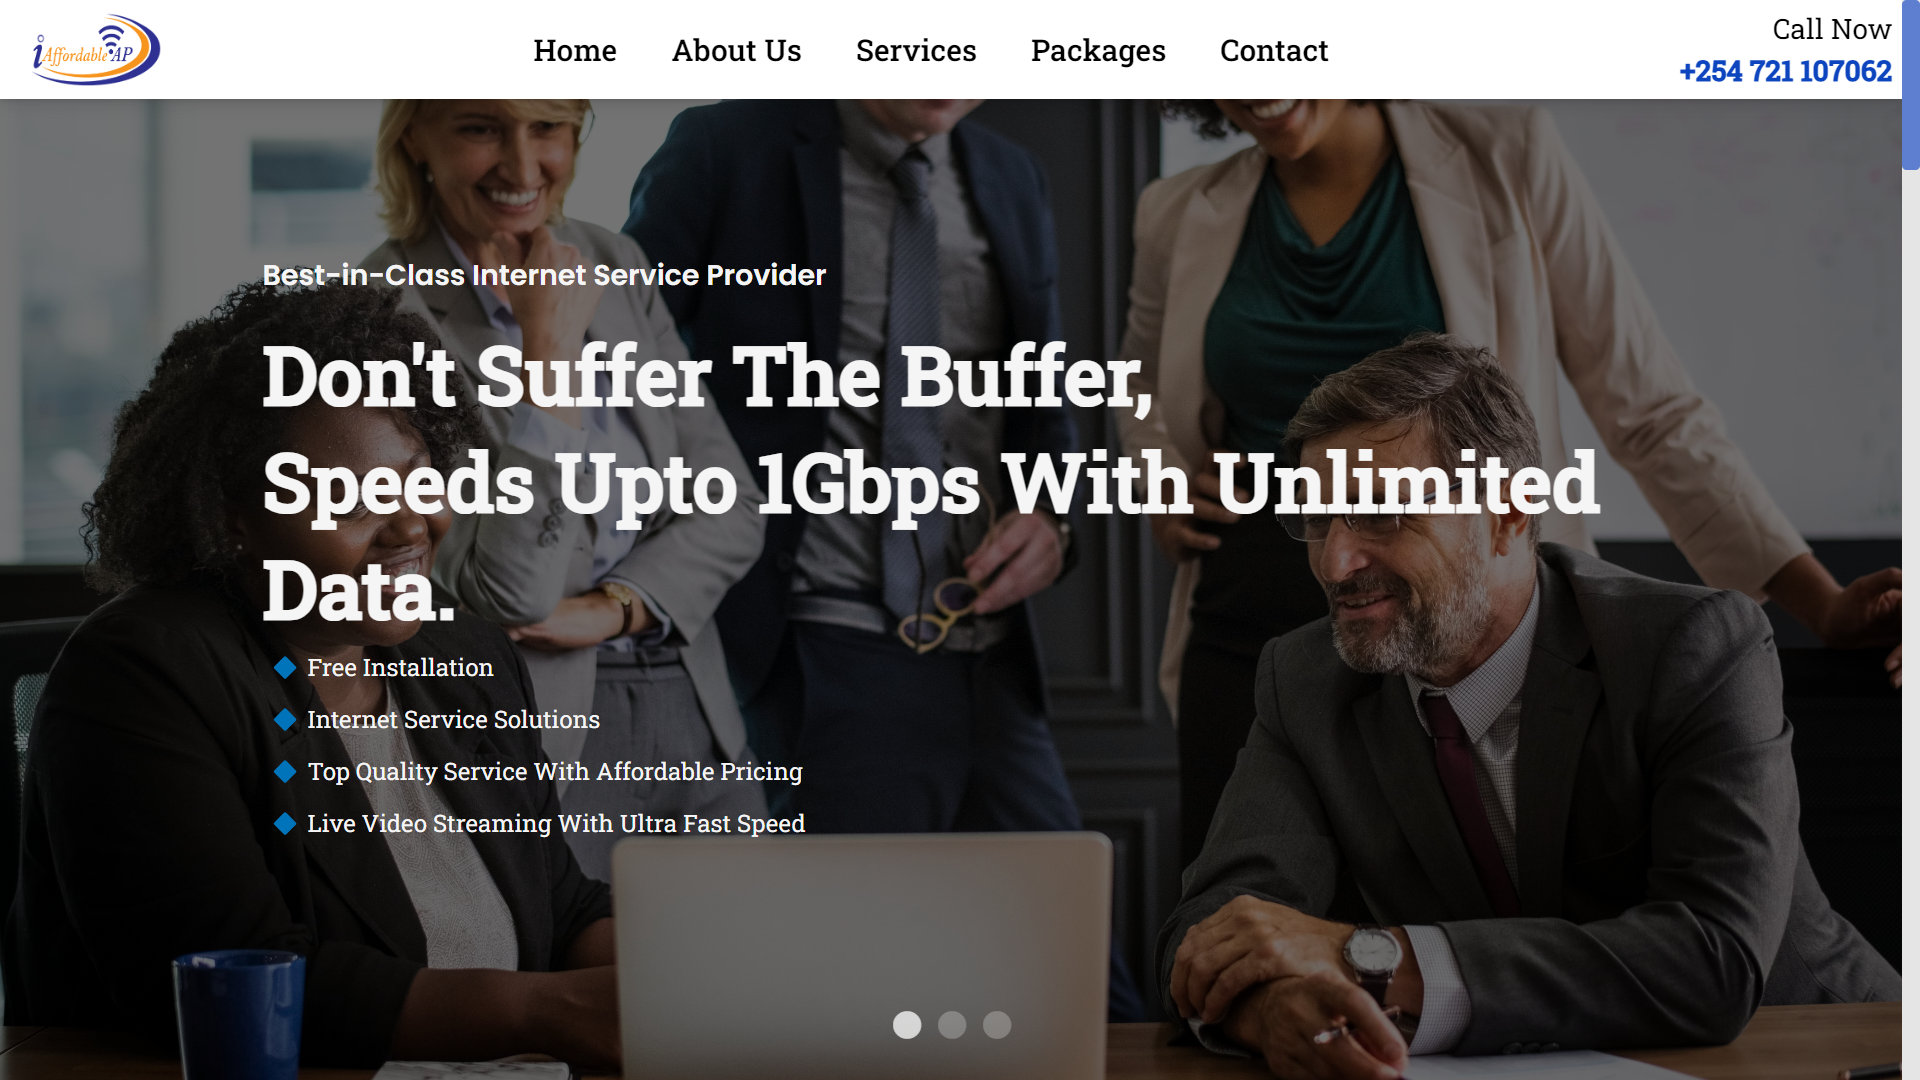 iAffordable AP
Home
About Us
Services
Packages
Contact
Call Now
+254 721 107062
Best-in-Class Internet Service Provider
Don't Suffer The Buffer,
Speeds Upto 1Gbps With Unlimited
Data.
Free Installation
Internet Service Solutions
Top Quality Service With Affordable Pricing
Live Video Streaming With Ultra Fast Speed